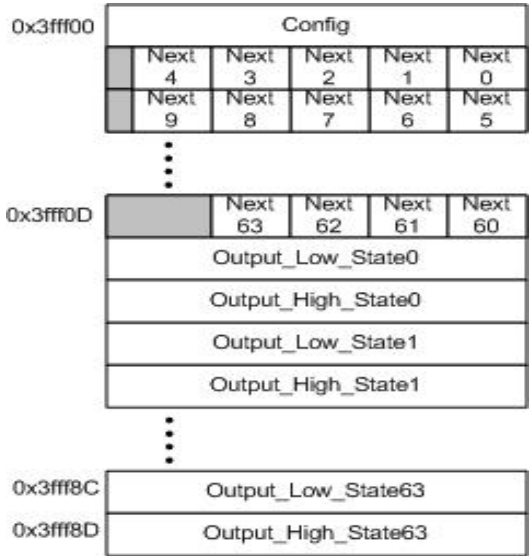 0x3fff00 Config
Next 4 Next 3 Next 2 Next 1 Next 0
Next 9 Next 8 Next 7 Next 6 Next 5
0x3fff0D Next 63 Next 62 Next 61 Next 60
Output_Low_State0
Output_High_State0
Output_Low_State1
Output_High_State1
0x3fff8C Output_Low_State63
0x3fff8D Output_High_State63